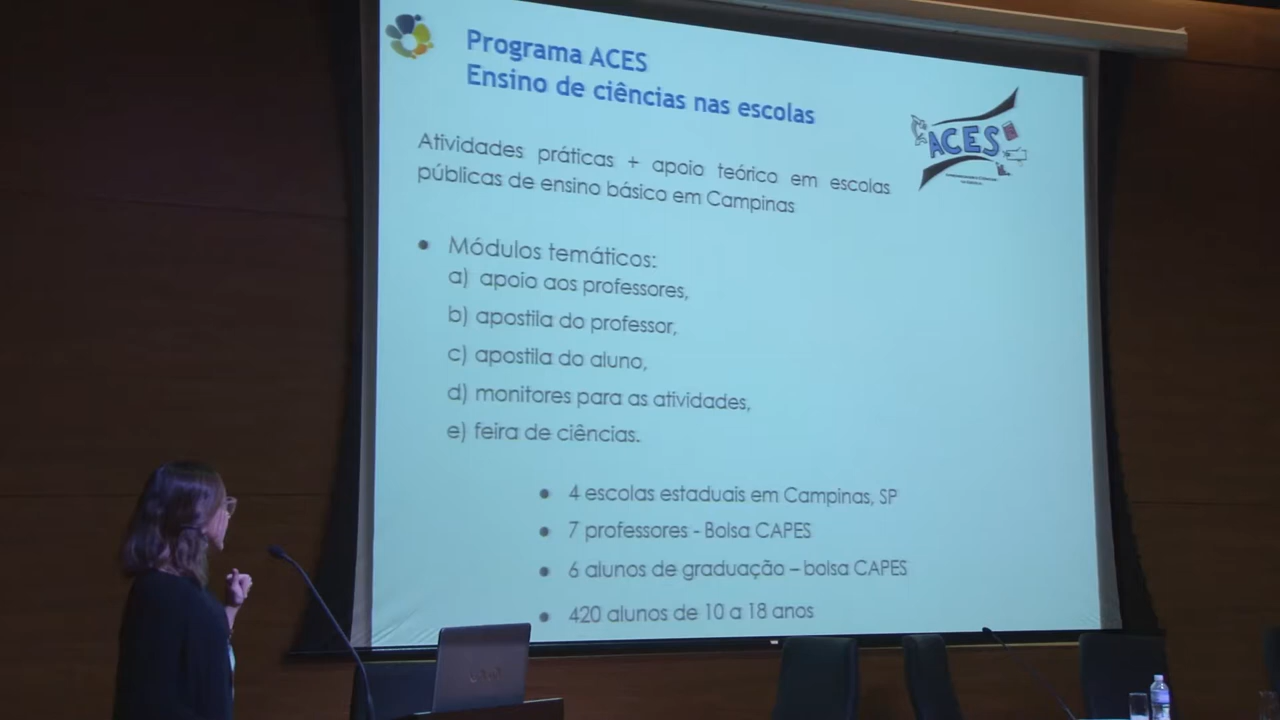 Programa ACES
Ensino de ciências nas escolas
ACES
Atividades práticas + apoio teórico em escolas
públicas de ensino básico em Campinas
• Módulos temáticos:
a) apoio aos professores,
b) apostila do professor,
c) apostila do aluno,
d) monitores para as atividades,
e) feira de ciências.
• 4 escolas estaduais em Campinas, SP
• 7 professores - Bolsa CAPES
• 6 alunos de graduação – bolsa CAPES
• 420 alunos de 10 a 18 anos